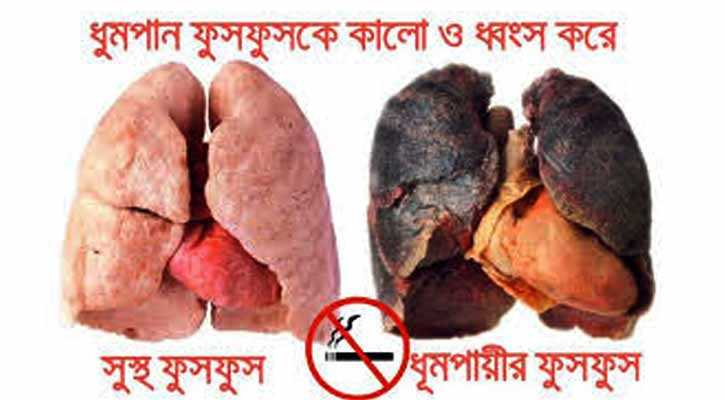 ধুমপান ফুসফুসকে কালো ও ধ্বংস করে
সুস্থ ফুসফুস
ধূমপায়ীর ফুসফুস